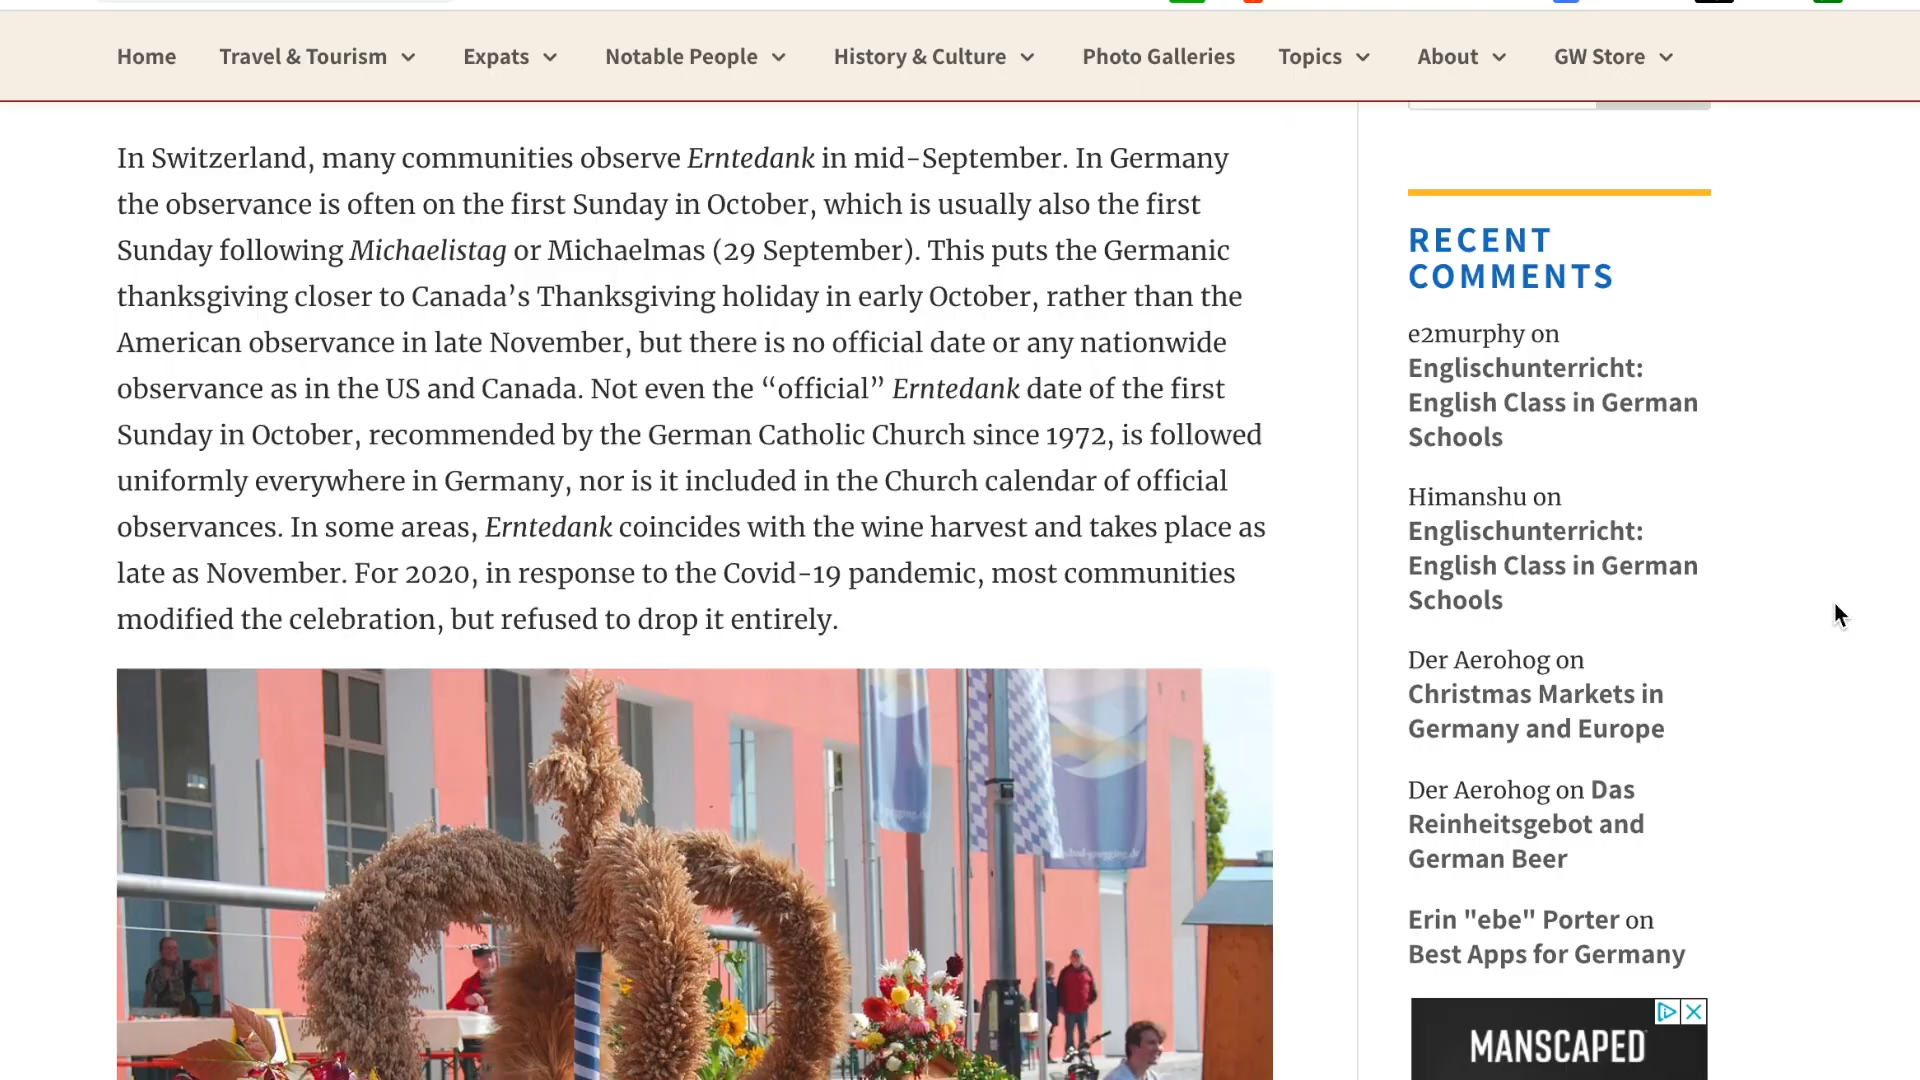 Home Travel & Tourism Expats Notable People History & Culture Photo Galleries Topics About GW Store
In Switzerland, many communities observe Erntedank in mid-September. In Germany
the observance is often on the first Sunday in October, which is usually also the first
Sunday following Michaelistag or Michaelmas (29 September). This puts the Germanic
thanksgiving closer to Canada’s Thanksgiving holiday in early October, rather than the
American observance in late November, but there is no official date or any nationwide
observance as in the US and Canada. Not even the “official” Erntedank date of the first
Sunday in October, recommended by the German Catholic Church since 1972, is followed
uniformly everywhere in Germany, nor is it included in the Church calendar of official
observances. In some areas, Erntedank coincides with the wine harvest and takes place as
late as November. For 2020, in response to the Covid-19 pandemic, most communities
modified the celebration, but refused to drop it entirely.
RECENT
COMMENTS
e2murphy on
Englischunterricht:
English Class in German
Schools
Himanshu on
Englischunterricht:
English Class in German
Schools
Der Aerohog on
Christmas Markets in
Germany and Europe
Der Aerohog on Das
Reinheitsgebot and
German Beer
Erin "ebe" Porter on
Best Apps for Germany
MANSCAPED